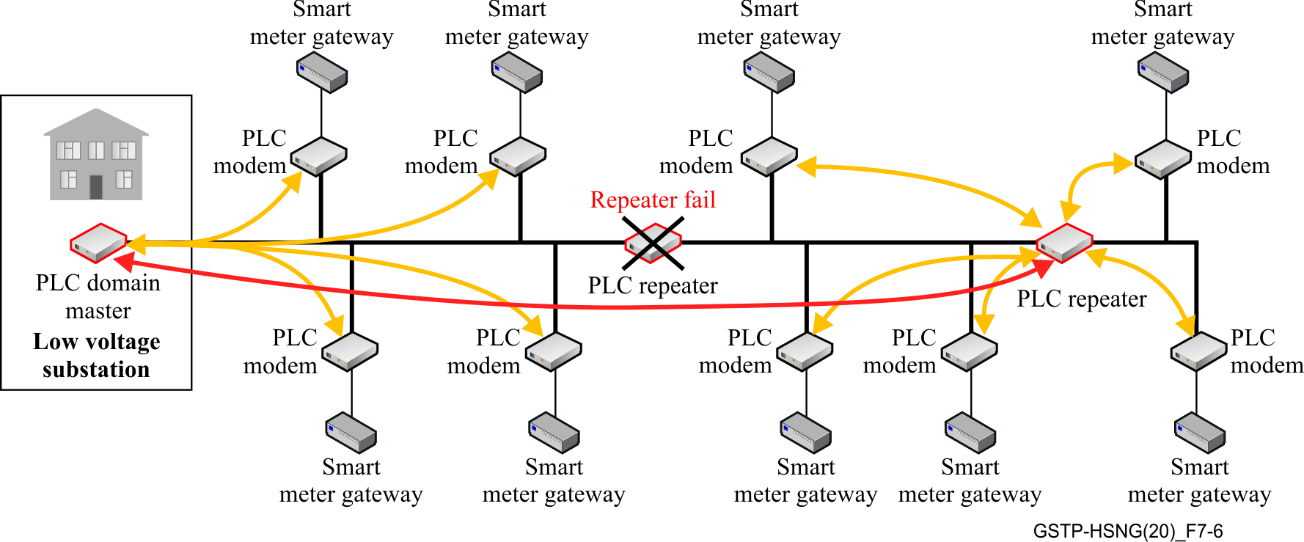 Smart
meter gateway
Smart
meter gateway
Smart
meter gateway
Smart
meter gateway
PLC
modem
PLC
modem
PLC
modem
PLC
modem
Repeater fail
PLC domain
master
Low voltage
substation
PLC repeater
PLC repeater
PLC
modem
PLC
modem
PLC
modem
PLC
modem
PLC
modem
Smart
meter gateway
Smart
meter gateway
Smart
meter gateway
Smart
meter gateway
Smart
meter gateway
GSTP-HSNG(20)_F7-6